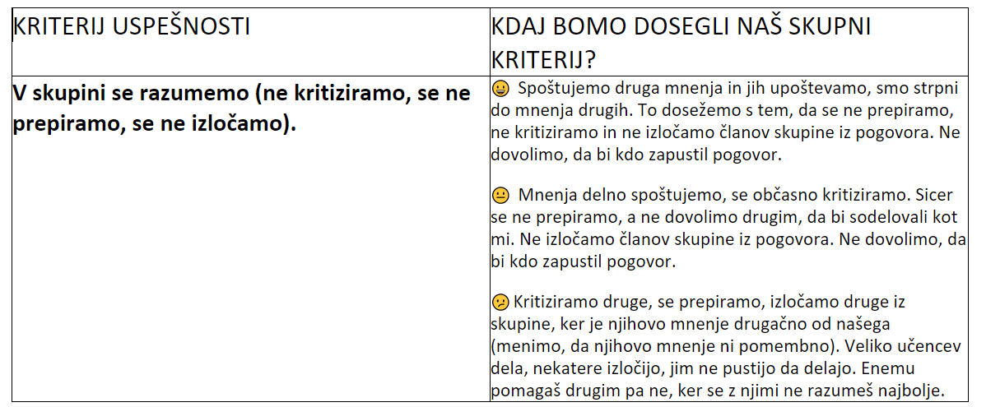 KRITERIJ USPEŠNOSTI
KDAJ BOMO DOSEGLI NAŠ SKUPNI
KRITERIJ?
V skupini se razumemo (ne kritiziramo, se ne
prepiramo, se ne izločamo).
😀 Spoštujemo druga mnenja in jih upoštevamo, smo strpni
do mnenja drugih. To dosežemo s tem, da se ne prepiramo,
ne kritiziramo in ne izločamo članov skupine iz pogovora. Ne
dovolimo, da bi kdo zapustil pogovor.
😐 Mnenja delno spoštujemo, se občasno kritiziramo. Sicer
se ne prepiramo, a ne dovolimo drugim, da bi sodelovali kot
mi. Ne izločamo članov skupine iz pogovora. Ne dovolimo, da
bi kdo zapustil pogovor.
😕 Kritiziramo druge, se prepiramo, izločamo druge iz
skupine, ker je njihovo mnenje drugačno od našega
(menimo, da njihovo mnenje ni pomembno). Veliko učencev
dela, nekatere izločijo, jim ne pustijo da delajo. Enemu
pomagaš drugim pa ne, ker se z njimi ne razumeš najbolje.